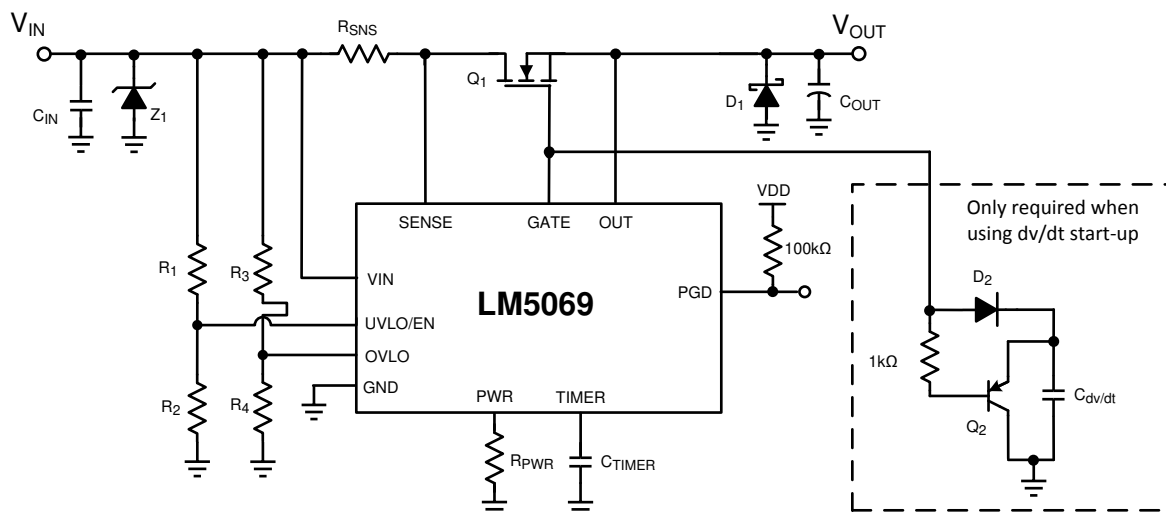 VIN
RSNS
VOUT
Q1
CIN
Z1
D1
COUT
SENSE
GATE
OUT
VDD
Only required when
using dv/dt start-up
100kΩ
R1
R3
VIN
LM5069
PGD
D2
UVLO/EN
OVLO
1kΩ
GND
R2
R4
PWR
TIMER
Cdv/dt
Q2
RPWR
CTIMER